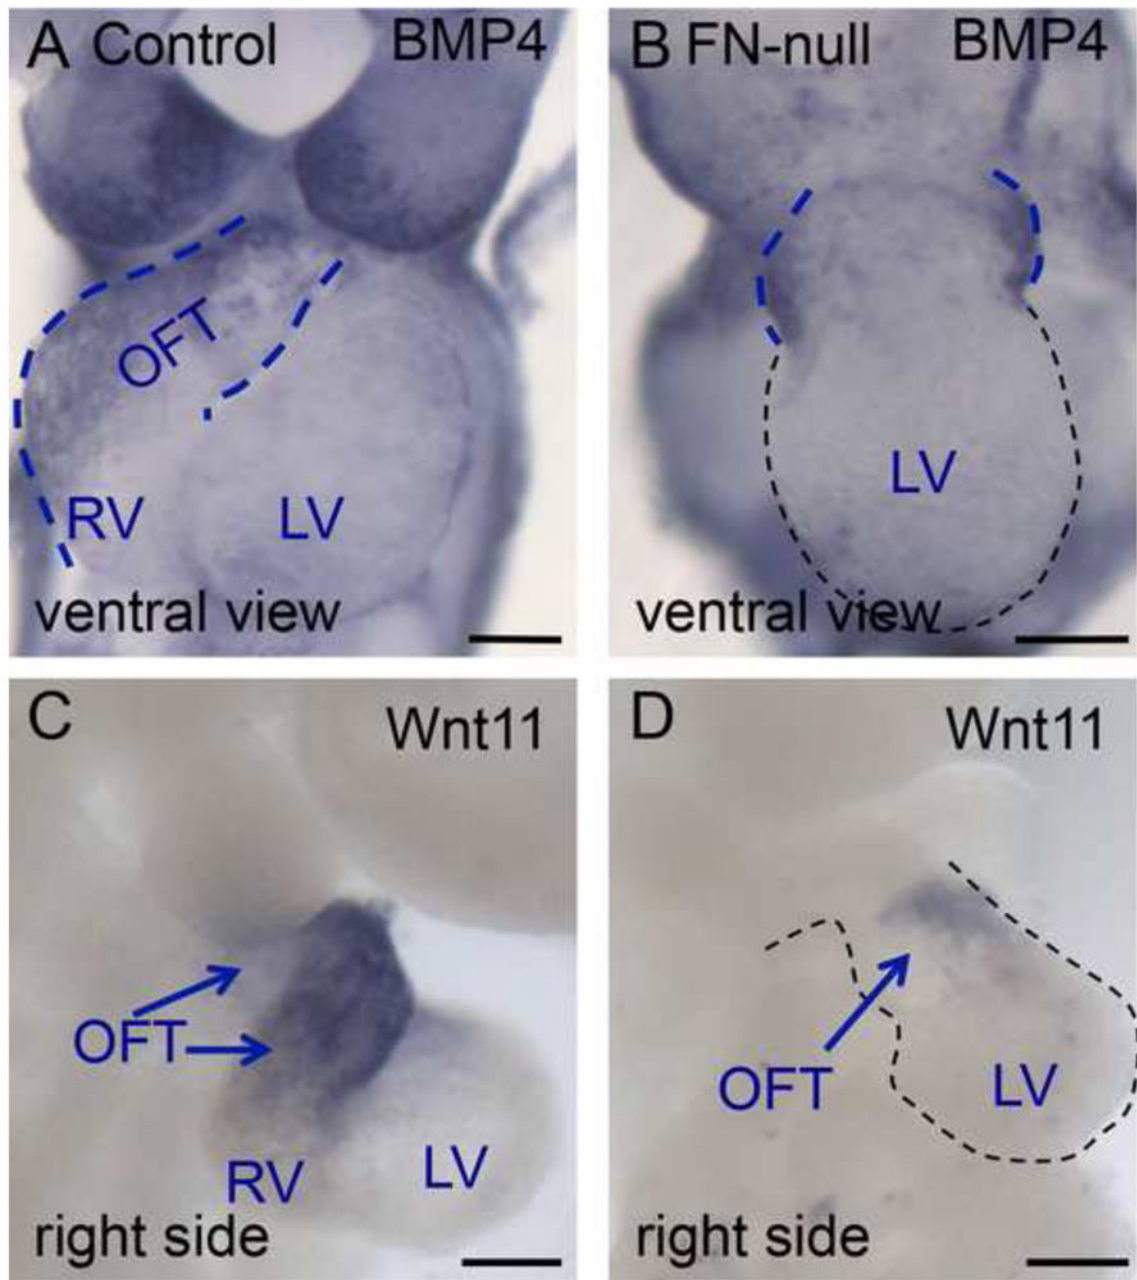 A Control BMP4
OFT
RV LV
ventral view
B FN-null BMP4
LV
ventral view
C Wnt11
OFT
RV LV
right side
D Wnt11
OFT LV
right side